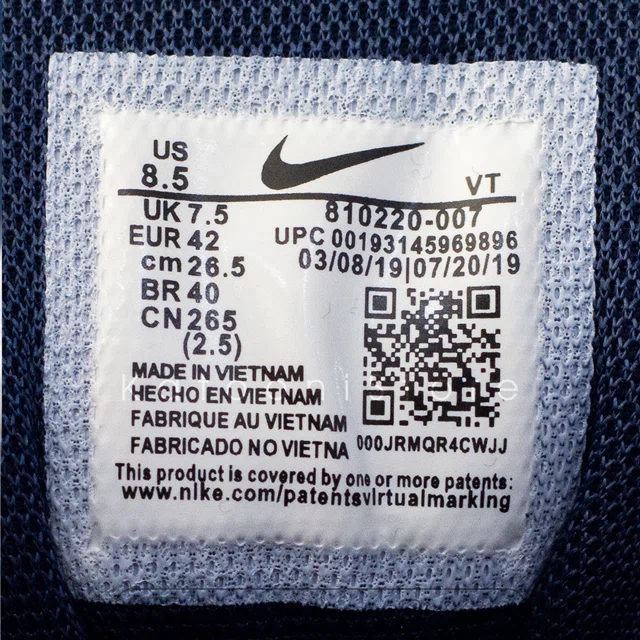 US
8.5
VT
UK 7.5
810220-007
EUR 42
UPC 00193145969896
cm 26.5
03/08/19|07/20/19
BR 40
CN 265
(2.5)
MADE IN VIETNAM
HECHO EN VIETNAM
FABRIQUE AU VIETNAM
FABRICADO NO VIETNA
000JRMQR4CWJJ
This product is covered by one or more patents:
www.nike.com/patentsvirtualmarking